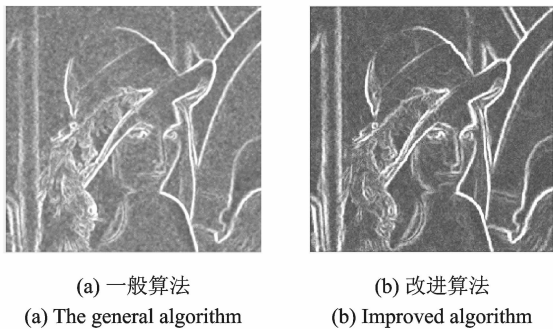 (a) 一般算法
(b) 改进算法
(a) The general algorithm
(b) Improved algorithm